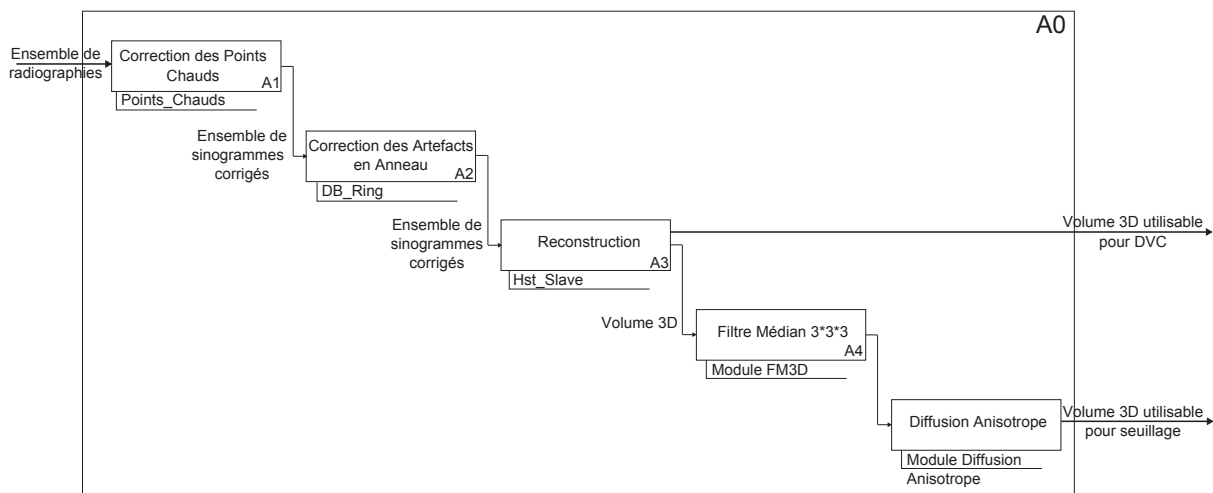 A0
Ensemble de
radiographies
Correction des Points
Chauds
A1
Points_Chauds
Ensemble de
sinogrammes
corrigés
Correction des Artefacts
en Anneau
A2
DB_Ring
Ensemble de
sinogrammes
corrigés
Reconstruction
A3
Hst_Slave
Volume 3D utilisable
pour DVC
Volume 3D
Filtre Médian 3*3*3
A4
Module FM3D
Diffusion Anisotrope
Module Diffusion
Anisotrope
Volume 3D utilisable
pour seuillage